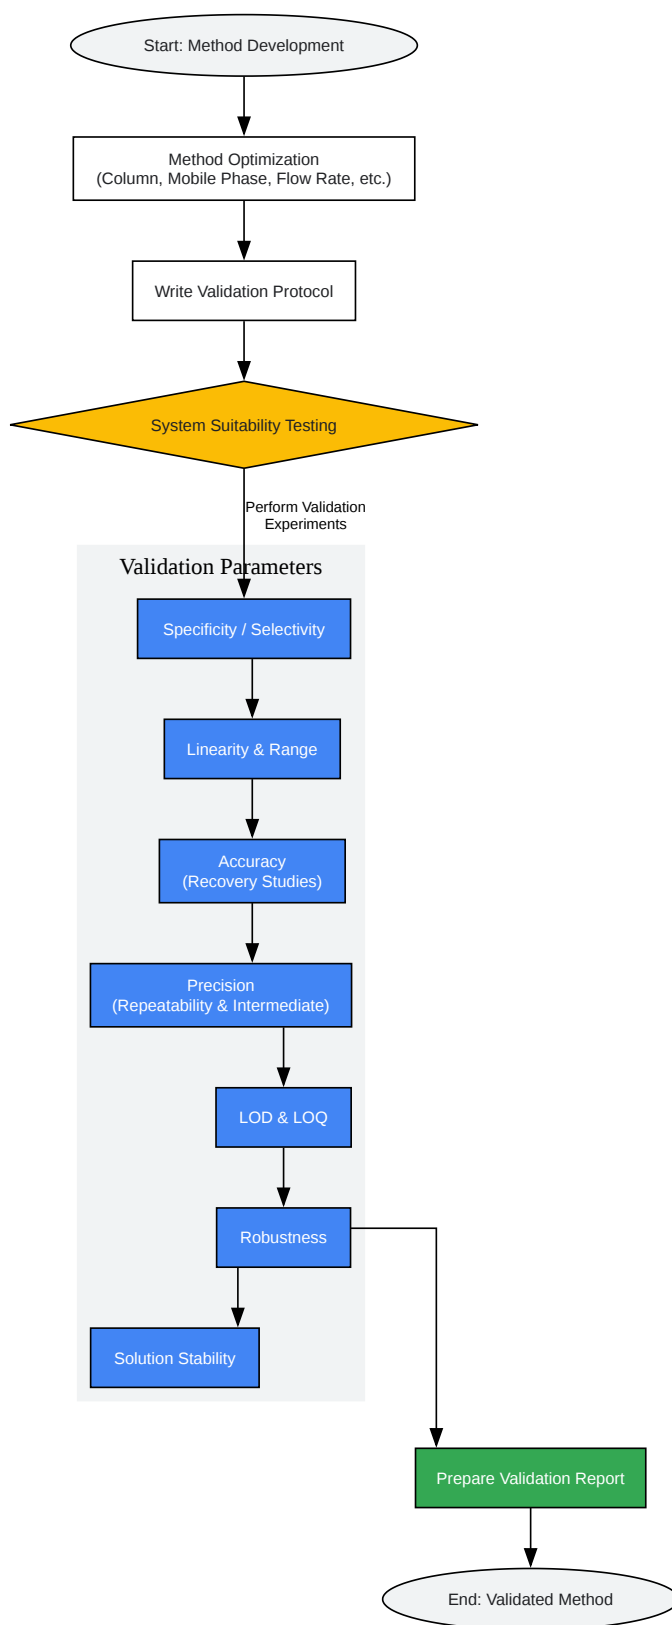 Start: Method Development
Method Optimization
(Column, Mobile Phase, Flow Rate, etc.)
Write Validation Protocol
System Suitability Testing
Perform Validation
Experiments
Validation Parameters
Specificity / Selectivity
Linearity & Range
Accuracy
(Recovery Studies)
Precision
(Repeatability & Intermediate)
LOD & LOQ
Robustness
Solution Stability
Prepare Validation Report
End: Validated Method